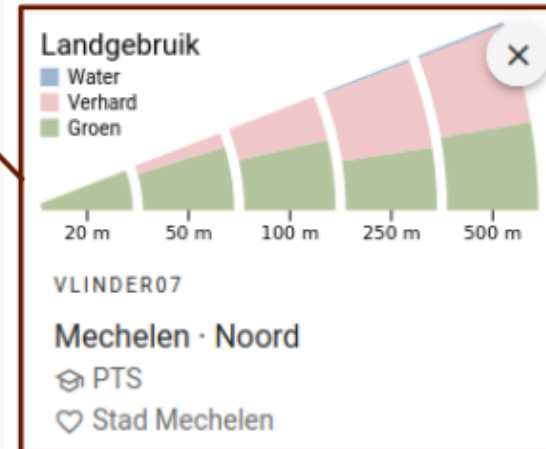 Landgebruik
Water
Verhard
Groen
20 m 50 m 100 m 250 m 500 m
VLINDER07
Mechelen · Noord
PTS
Stad Mechelen